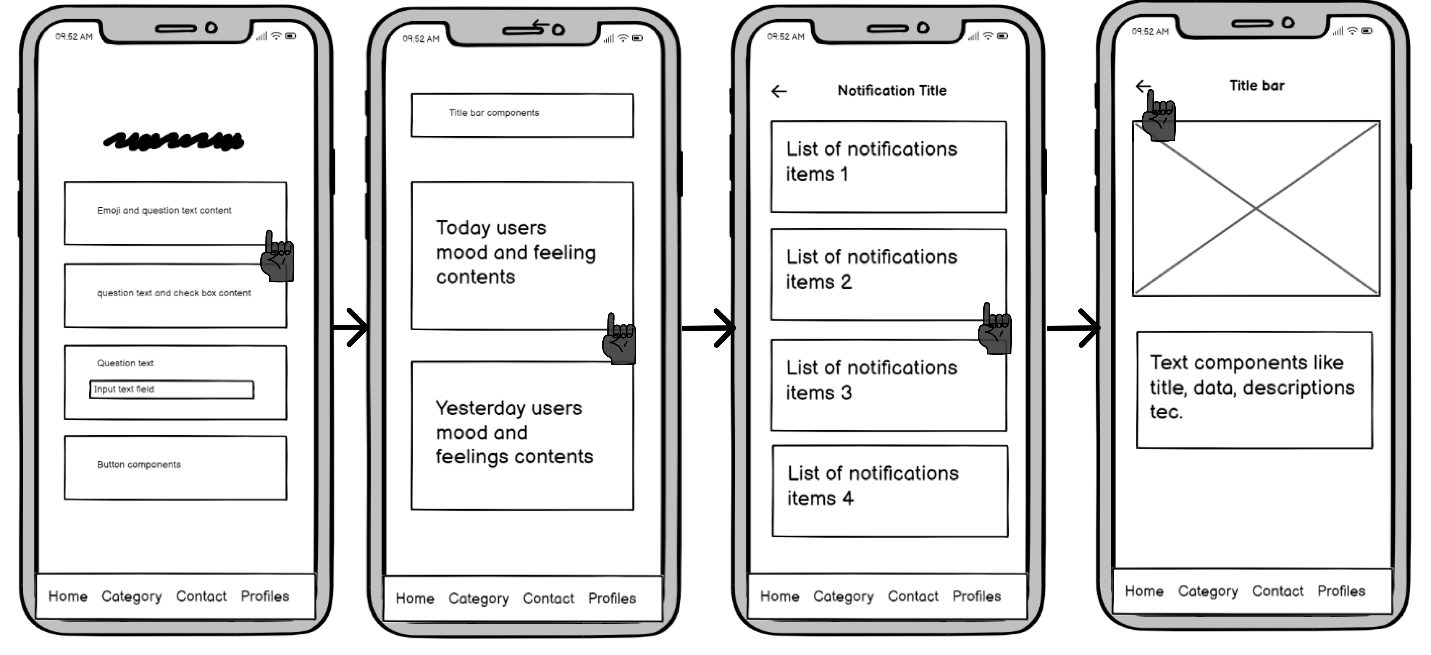 09:52 AM
Emoji and question text content
question text and check box content
Question text
Input text field
Button components
Home Category Contact Profiles
09:52 AM
Title bar components
Today users
mood and feeling
contents
Yesterday users
mood and
feelings contents
Home Category Contact Profiles
09:52 AM
Notification Title
List of notifications
items 1
List of notifications
items 2
List of notifications
items 3
List of notifications
items 4
Home Category Contact Profiles
09:52 AM
Title bar
Text components like
title, data, descriptions
tec.
Home Category Contact Profiles